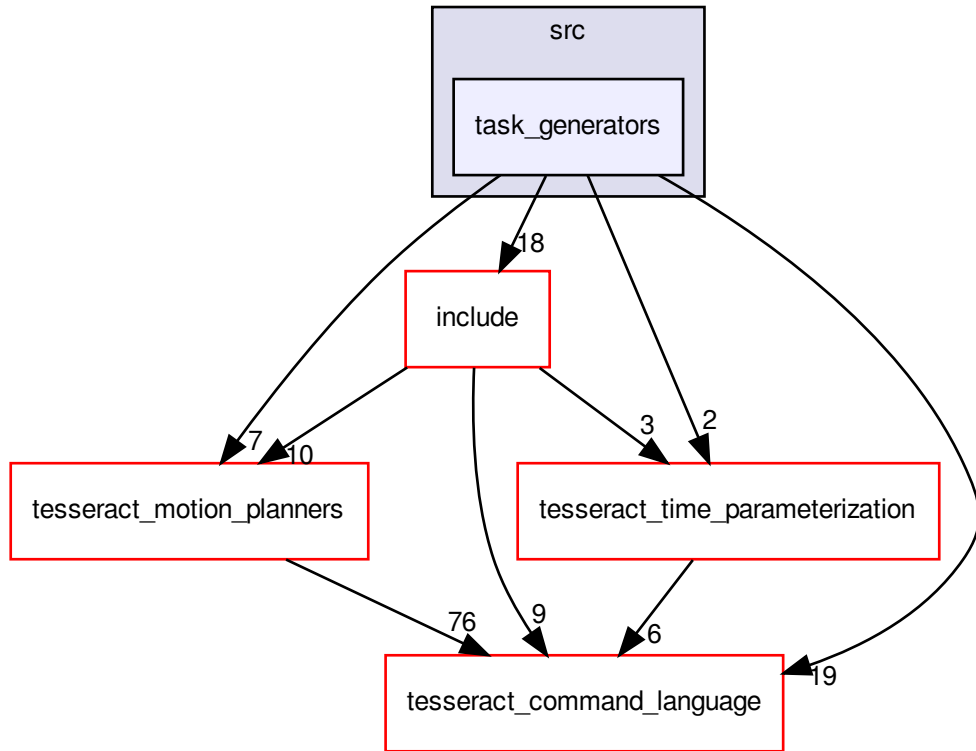 src
task_generators
18
include
7
10
3
2
tesseract_motion_planners
tesseract_time_parameterization
76
9
6
19
tesseract_command_language